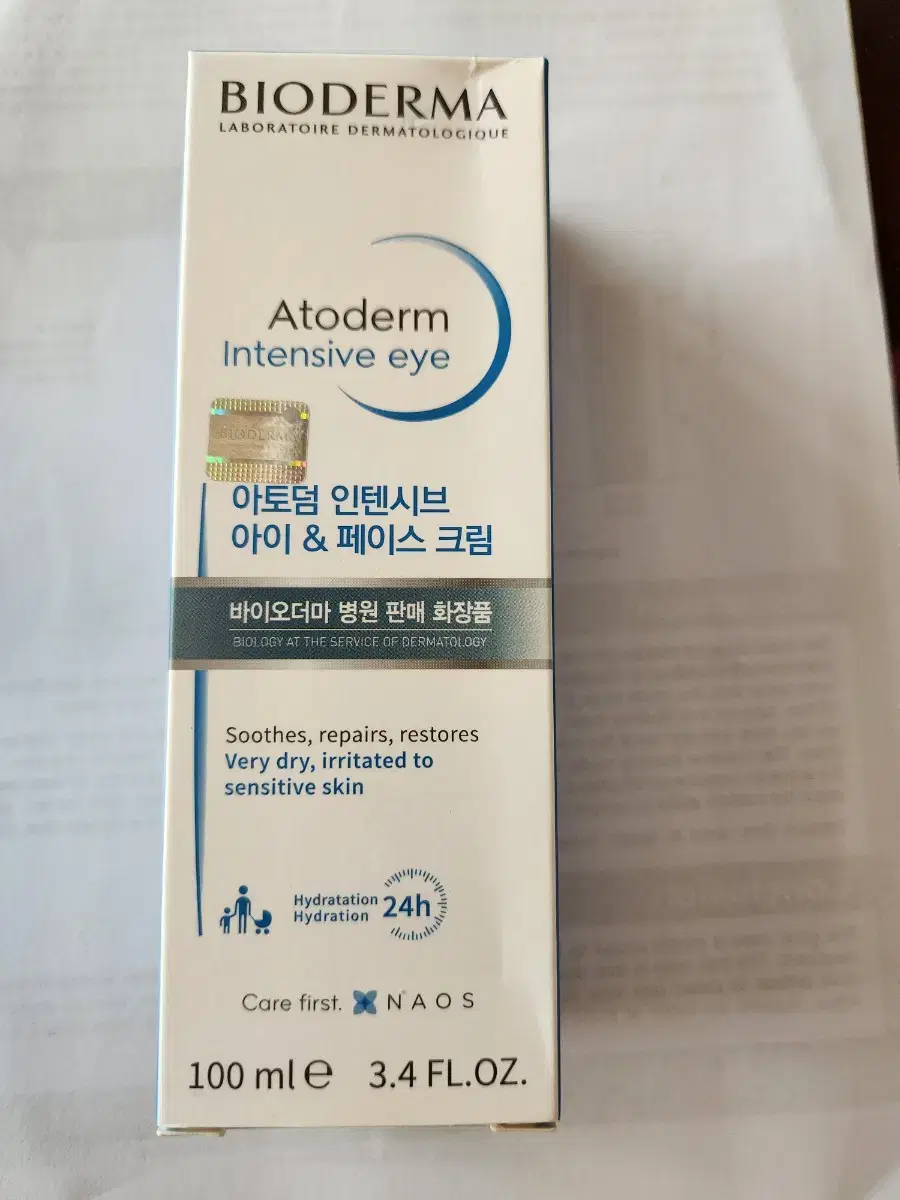 BIODERMA
LABORATOIRE DERMATOLOGIQUE
Atoderm
Intensive eye
BIODERMA
아토덤 인텐시브
아이 & 페이스 크림
바이오더마 병원 판매 화장품
BIOLOGY AT THE SERVICE OF DERMATOLOGY
Soothes, repairs, restores
Very dry, irritated to
sensitive skin
Hydratation
Hydration
24h
Care first. NAOS
100 ml e 3.4 FL.OZ.